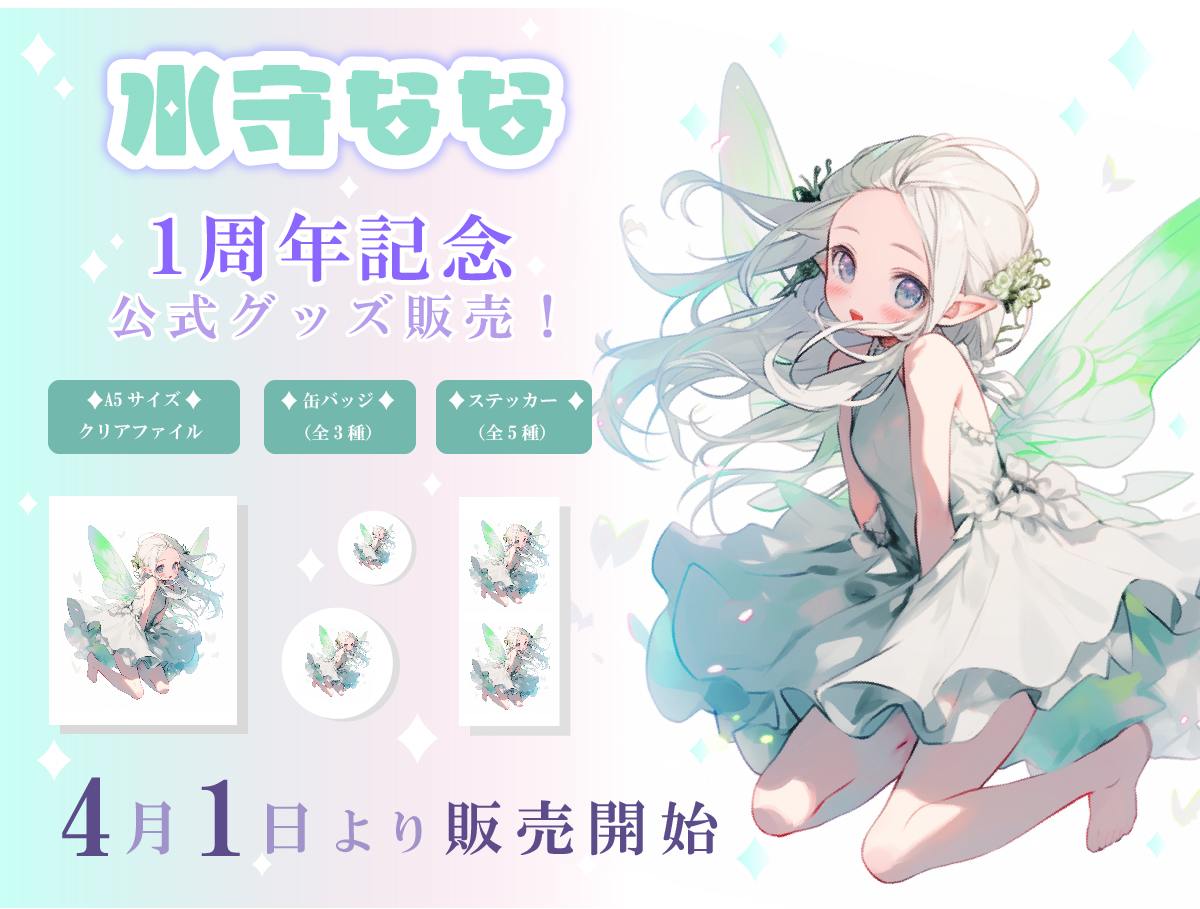 水守なな
1周年記念
公式グッズ販売！
✦A5サイズ✦
クリアファイル
✦缶バッジ✦
（全3種）
✦ステッカー✦
（全5種）
4月1日より販売開始